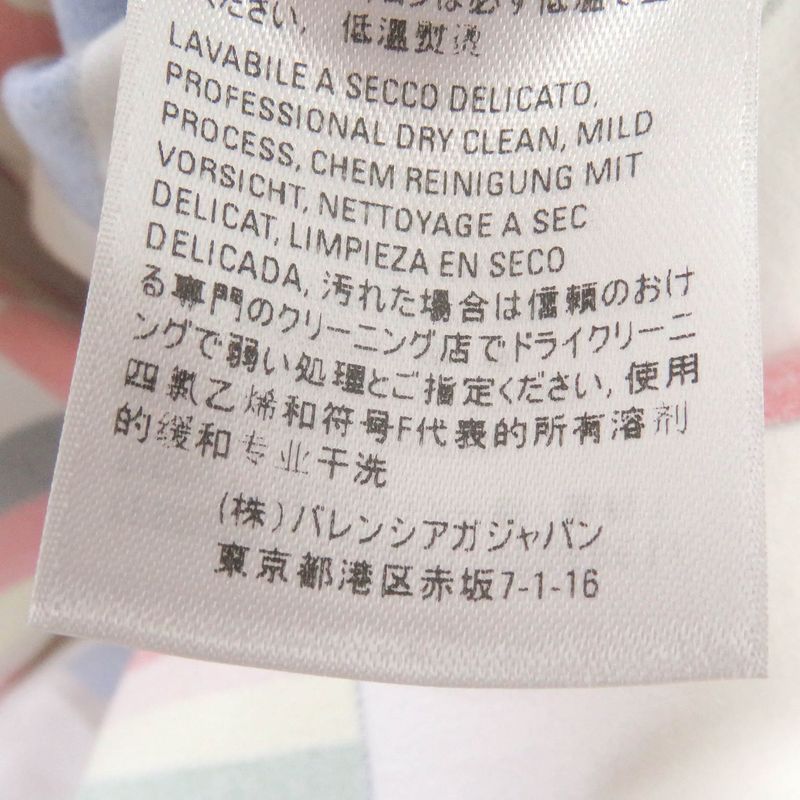 ください, 低温熨烫
LAVABILE A SECCO DELICATO,
PROFESSIONAL DRY CLEAN, MILD
PROCESS, CHEM REINIGUNG MIT
VORSICHT, NETTOYAGE A SEC
DELICAT, LIMPIEZA EN SECO
DELICADA, 汚れた場合は信頼のおけ
る専門のクリーニング店でドライクリーニ
ングで弱い処理とご指定ください, 使用
四氯乙烯和符号F代表的所有溶剂
的缓和专业干洗
(株)バレンシアガジャパン
東京都港区赤坂7-1-16